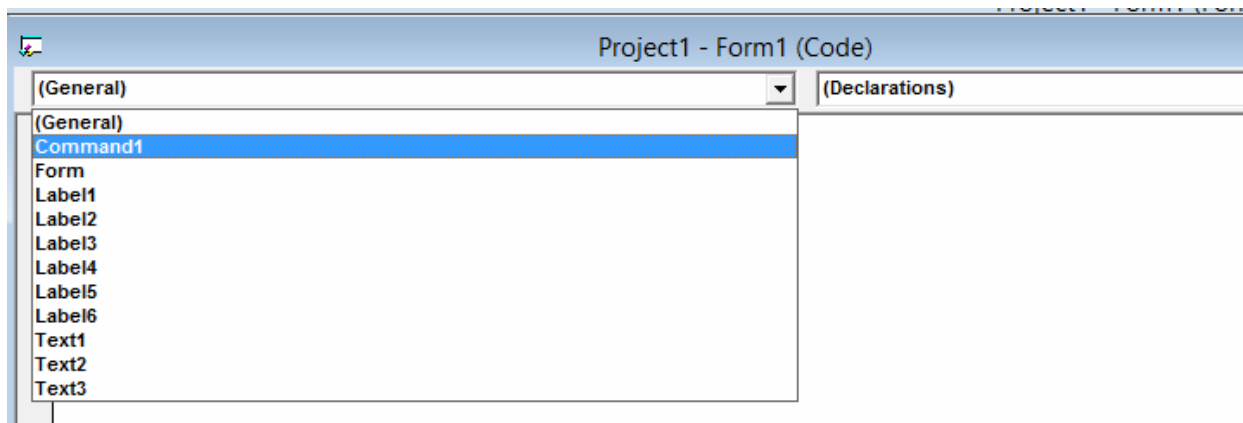 Project1 - Form1 (Code)
(General)
(Declarations)
(General)
Command1
Form
Label1
Label2
Label3
Label4
Label5
Label6
Text1
Text2
Text3